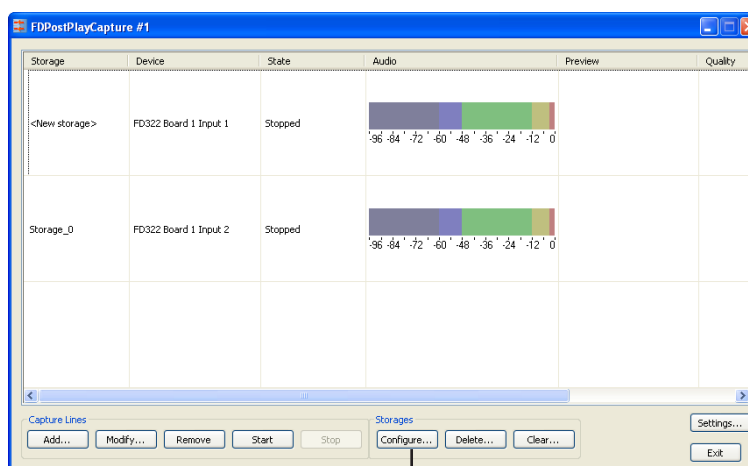 FDPostPlayCapture #1
Storage Device State Audio Preview Quality
<New storage> FD322 Board 1 Input 1 Stopped
-96 -84 -72 -60 -48 -36 -24 -12 0
Storage_0 FD322 Board 1 Input 2 Stopped
-96 -84 -72 -60 -48 -36 -24 -12 0
Capture Lines Storages
Add... Modify... Remove Start Stop Configure... Delete... Clear... Settings...
Exit